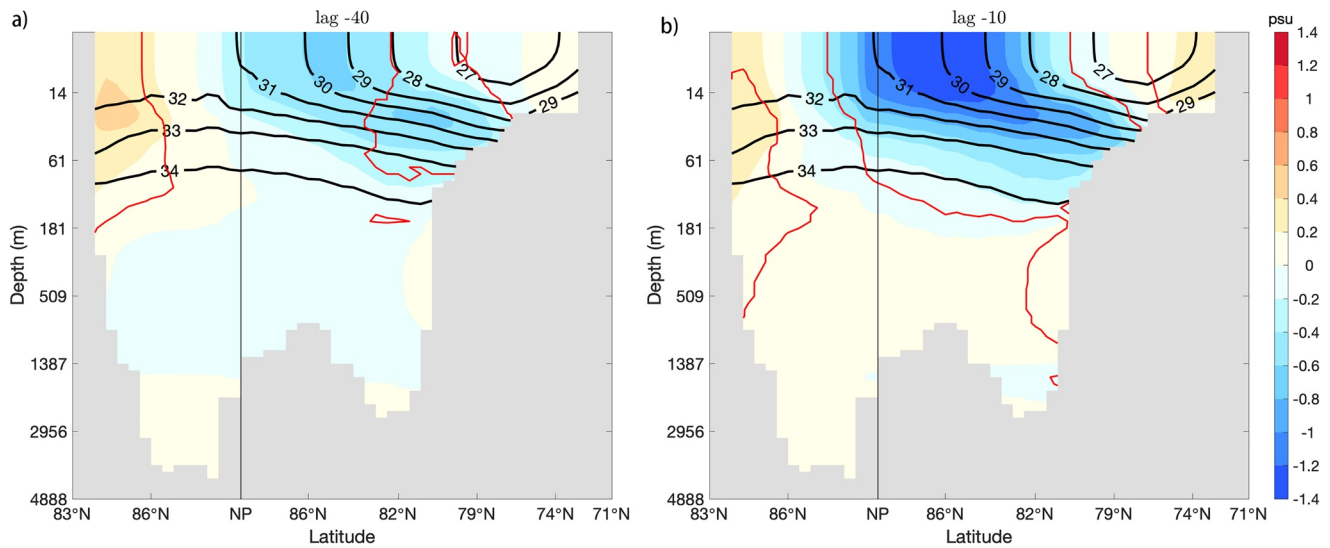 a)
lag -40
14
61
181
509
1387
2956
4888
Depth (m)
83°N
86°N
NP
86°N
82°N
79°N
74°N
71°N
Latitude
32
33
34
31
30
29
28
27
29
b)
lag -10
14
61
181
509
1387
2956
4888
Depth (m)
83°N
86°N
NP
86°N
82°N
79°N
74°N
71°N
Latitude
32
33
34
31
30
29
28
27
29
psu
1.4
1.2
1
0.8
0.6
0.4
0.2
0
-0.2
-0.4
-0.6
-0.8
-1
-1.2
-1.4